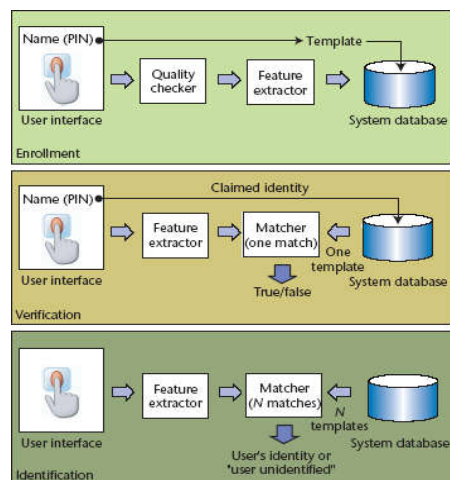 Name (PIN)
Template
Quality
checker
Feature
extractor
User interface
System database
Enrollment
Name (PIN)
Claimed identity
Feature
extractor
Matcher
(one match)
One
template
User interface
True/false
System database
Verification
Feature
extractor
Matcher
(N matches)
N
templates
User interface
System database
User's identity or
"user unidentified"
Identification